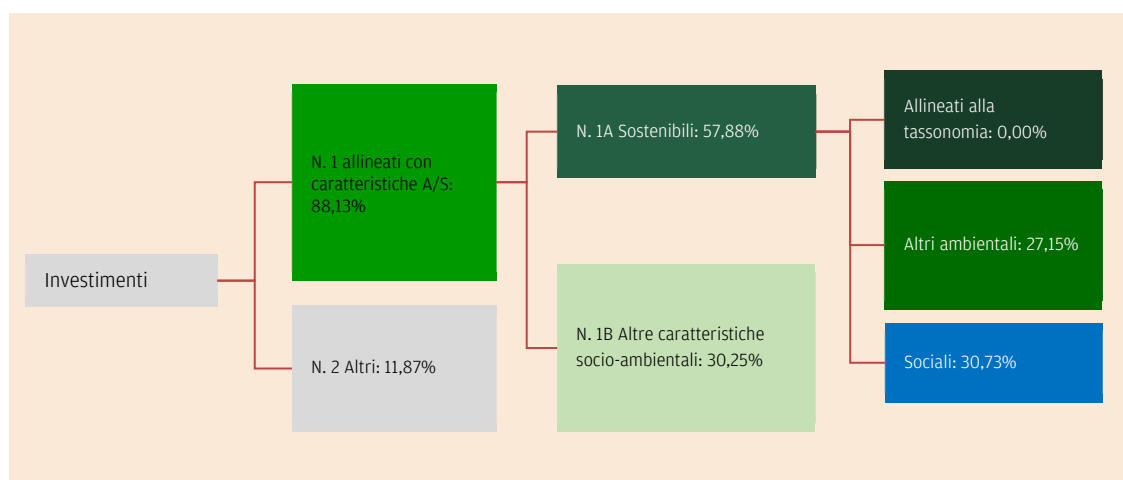 Investimenti
N. 1 allineati con
caratteristiche A/S:
88,13%
N. 2 Altri: 11,87%
N. 1A Sostenibili: 57,88%
N. 1B Altre caratteristiche
socio-ambientali: 30,25%
Allineati alla
tassonomia: 0,00%
Altri ambientali: 27,15%
Sociali: 30,73%